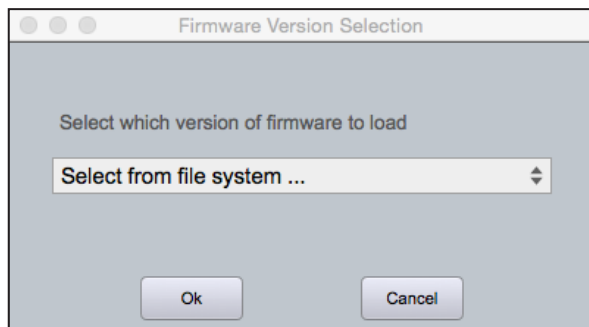 Firmware Version Selection
Select which version of firmware to load
Select from file system ...
Ok
Cancel